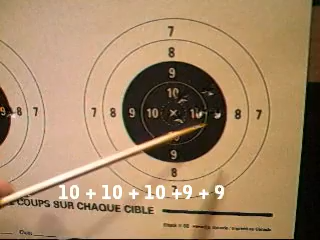 7
8
9
10
9 8 7 7 8 9 10 X 10 8 7
9
8
10 + 10 + 10 +9 + 9
COUPS SUR CHAQUE CIBLE